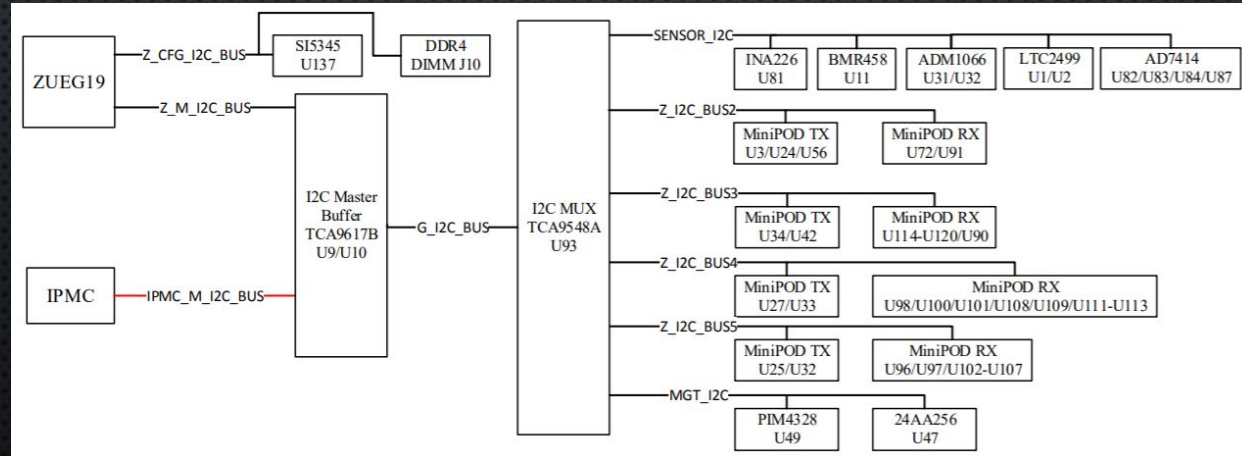 ZUEG19
Z_CFG_I2C_BUS
SI5345
U137
DDR4
DIMM J10
Z_M_I2C_BUS
IPMC
IPMC_M_I2C_BUS
I2C Master
Buffer
TCA9617B
U9/U10
G_I2C_BUS
I2C MUX
TCA9548A
U93
SENSOR_I2C
INA226
U81
BMR458
U11
ADM1066
U31/U32
LTC2499
U1/U2
AD7414
U82/U83/U84/U87
Z_I2C_BUS2
MiniPOD TX
U3/U24/U56
MiniPOD RX
U72/U91
Z_I2C_BUS3
MiniPOD TX
U34/U42
MiniPOD RX
U114-U120/U90
Z_I2C_BUS4
MiniPOD TX
U27/U33
MiniPOD RX
U98/U100/U101/U108/U109/U111-U113
Z_I2C_BUS5
MiniPOD TX
U25/U32
MiniPOD RX
U96/U97/U102-U107
MGT_I2C
PIM4328
U49
24AA256
U47